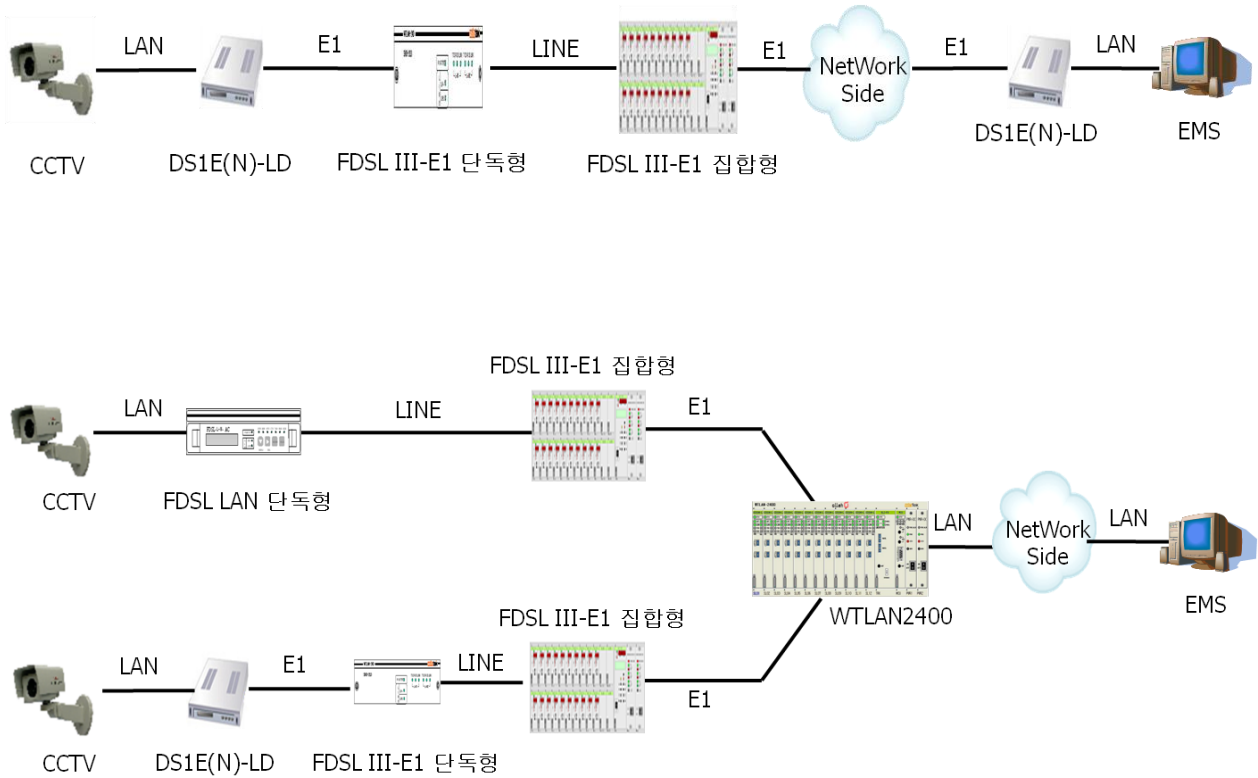 LAN
E1
LINE
E1
NetWork
Side
E1
LAN
CCTV
DS1E(N)-LD
FDSL III-E1 단독형
FDSL III-E1 집합형
DS1E(N)-LD
EMS
FDSL III-E1 집합형
LAN
LINE
E1
CCTV
FDSL LAN 단독형
LAN
NetWork
Side
LAN
WTLAN2400
EMS
FDSL III-E1 집합형
LAN
E1
LINE
E1
CCTV
DS1E(N)-LD
FDSL III-E1 단독형